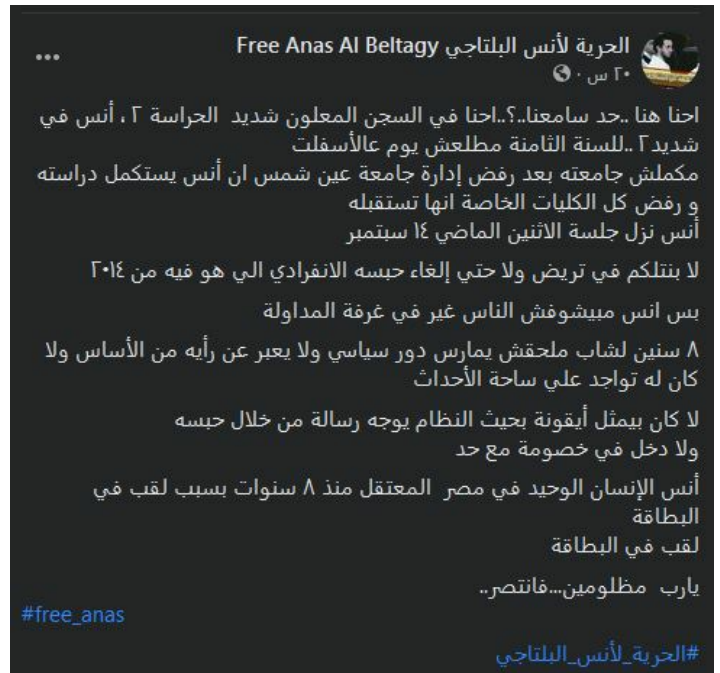 الحرية لأنس البلتاجي Free Anas Al Beltagy
٢٠ س ·
احنا هنا ..حد سامعنا..؟..احنا في السجن المعلون شديد الحراسة ٢ ، أنس في
شديد٢ ..للسنة الثامنة مطلعش يوم عالأسفلت
مكملش جامعته بعد رفض إدارة جامعة عين شمس ان أنس يستكمل دراسته
و رفض كل الكليات الخاصة انها تستقبله
أنس نزل جلسة الاثنين الماضي ١٤ سبتمبر
لا بنتلكم في تريض ولا حتي إلغاء حبسه الانفرادي الي هو فيه من ٢٠١٤
بس انس مبيشوفش الناس غير في غرفة المداولة
٨ سنين لشاب ملحقش يمارس دور سياسي ولا يعبر عن رأيه من الأساس ولا
كان له تواجد علي ساحة الأحداث
لا كان بيمثل أيقونة بحيث النظام يوجه رسالة من خلال حبسه
ولا دخل في خصومة مع حد
أنس الإنسان الوحيد في مصر المعتقل منذ ٨ سنوات بسبب لقب في
البطاقة
لقب في البطاقة
يارب مظلومين...فانتصر..
#free_anas
#الحرية_لأنس_البلتاجي